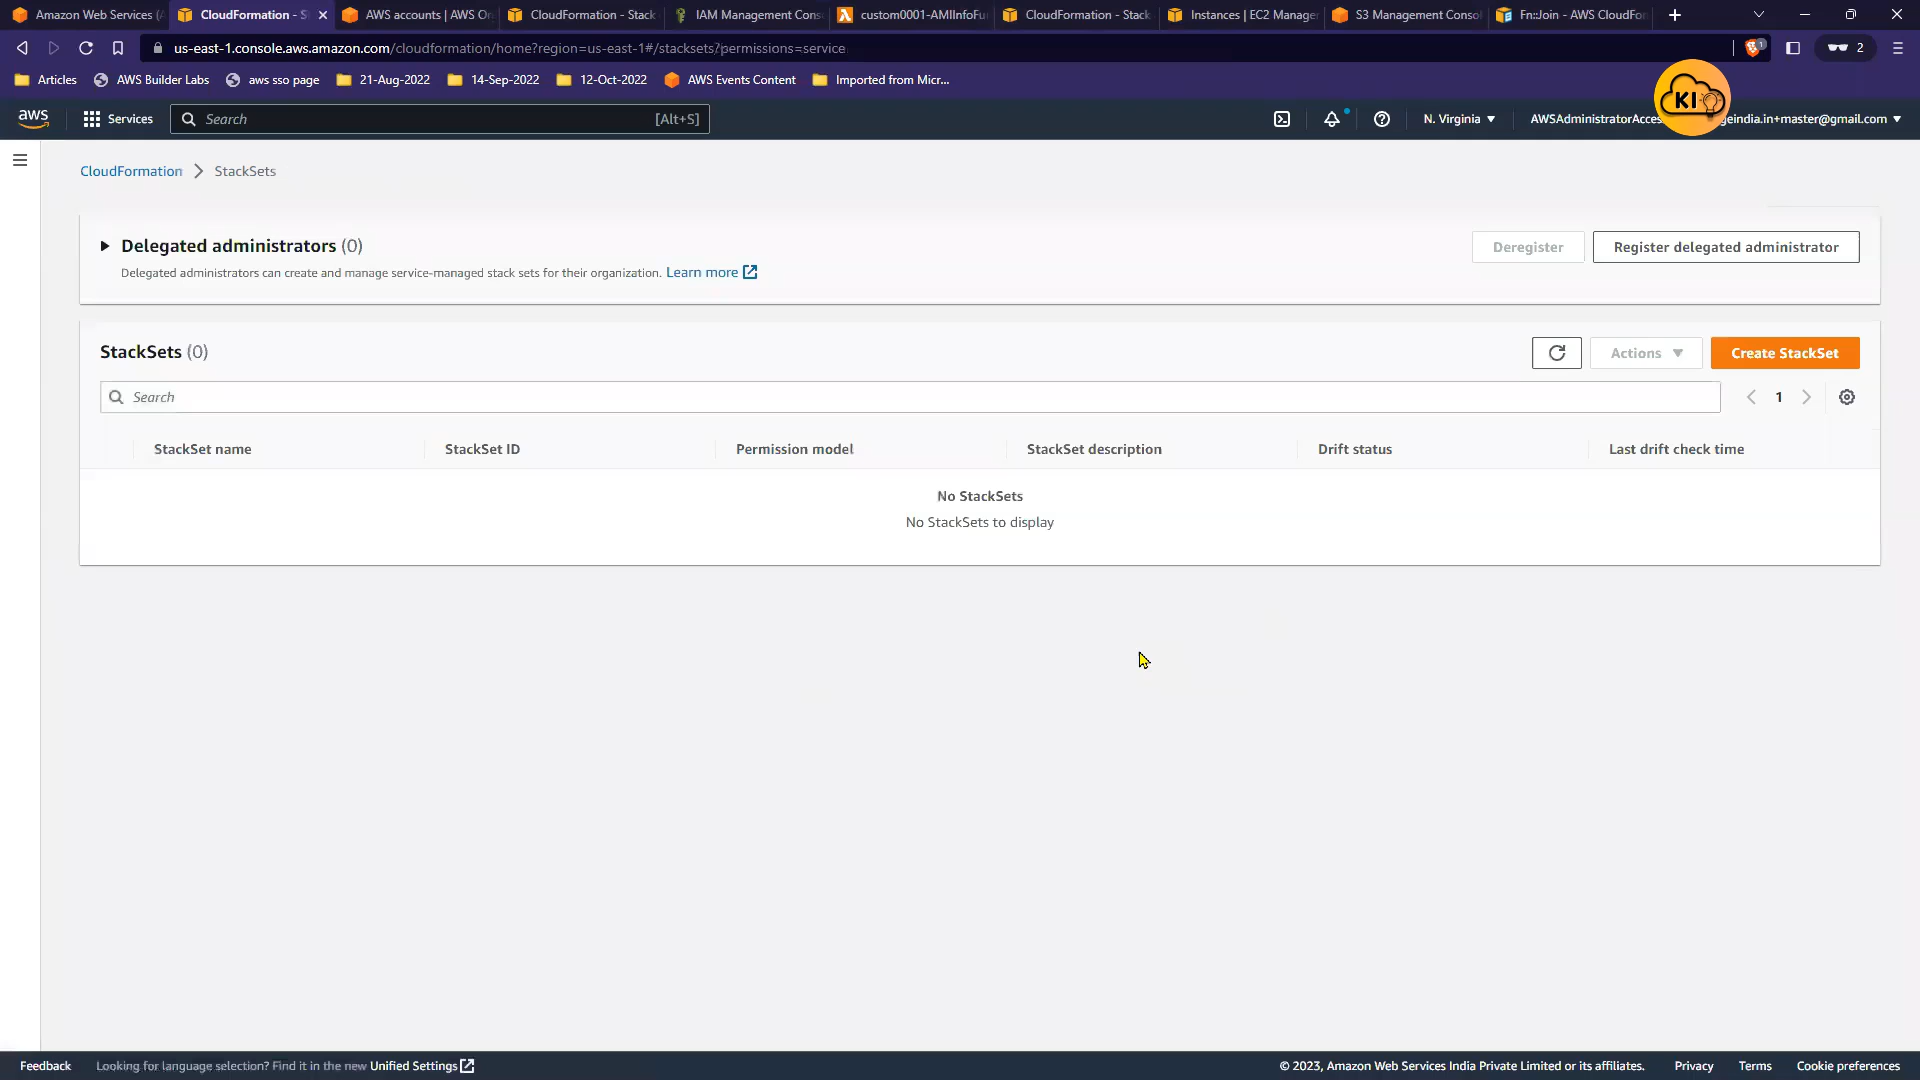 Amazon Web Services (
CloudFormation - S
AWS accounts | AWS Or
CloudFormation - Stack
IAM Management Cons
custom0001-AMIInfoFu
CloudFormation - Stack
Instances | EC2 Manage
S3 Management Consol
Fn::Join - AWS CloudFor
us-east-1.console.aws.amazon.com/cloudformation/home?region=us-east-1#/stacksets?permissions=service
1
2
Articles
AWS Builder Labs
aws sso page
21-Aug-2022
14-Sep-2022
12-Oct-2022
AWS Events Content
Imported from Micr...
aws
Services
Search
[Alt+S]
N. Virginia
AWSAdministratorAcces
KI
geindia.in+master@gmail.com
CloudFormation
StackSets
Delegated administrators (0)
Deregister
Register delegated administrator
Delegated administrators can create and manage service-managed stack sets for their organization. Learn more
StackSets (0)
Actions
Create StackSet
Search
1
StackSet name
StackSet ID
Permission model
StackSet description
Drift status
Last drift check time
No StackSets
No StackSets to display
Feedback
Looking for language selection? Find it in the new Unified Settings
© 2023, Amazon Web Services India Private Limited or its affiliates.
Privacy
Terms
Cookie preferences